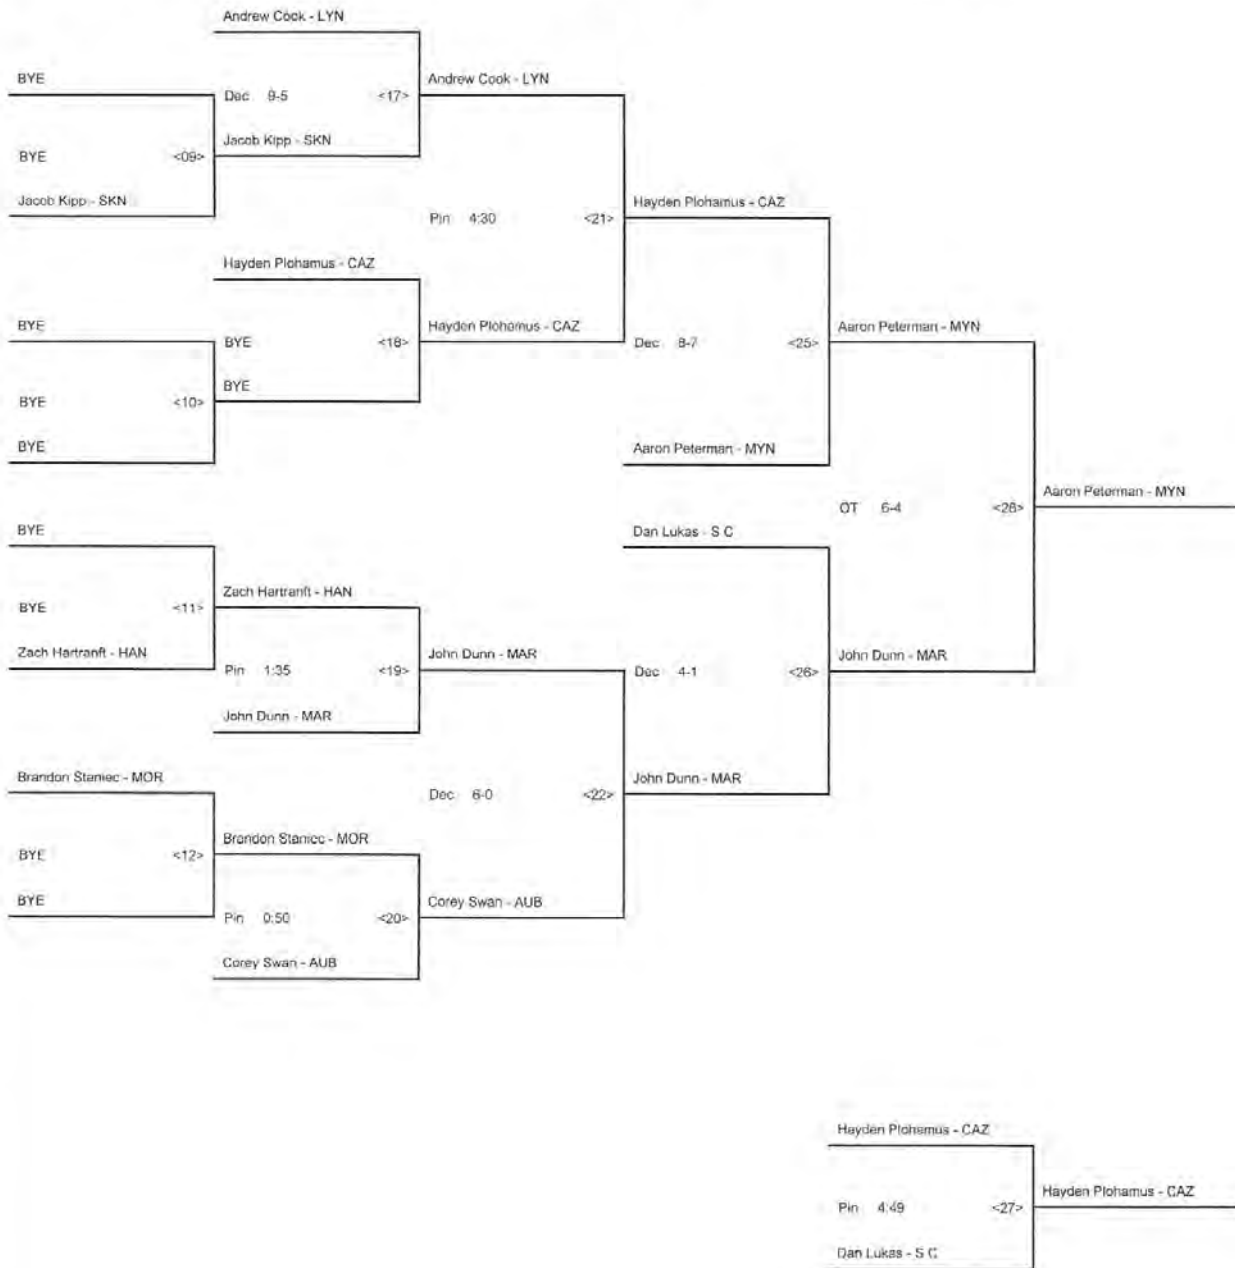 Andrew Cook - LYN
BYE
Andrew Cook - LYN
Dec 9-5 <17>
Jacob Kipp - SKN
BYE <09>
Jacob Kipp - SKN
Hayden Plohamus - CAZ
Pin 4:30 <21>
Hayden Plohamus - CAZ
BYE
Hayden Plohamus - CAZ
Aaron Peterman - MYN
BYE <18>
Dec 8-7 <25>
BYE
BYE <10>
BYE
Aaron Peterman - MYN
Aaron Peterman - MYN
OT 6-4 <28>
BYE
Dan Lukas - S C
Zach Hartranft - HAN
BYE <11>
Zach Hartranft - HAN
John Dunn - MAR
John Dunn - MAR
Pin 1:35 <19>
Dec 4-1 <26>
John Dunn - MAR
Brandon Staniec - MOR
John Dunn - MAR
Dec 6-0 <22>
Brandon Staniec - MOR
BYE <12>
BYE
Corey Swan - AUB
Pin 0:50 <20>
Corey Swan - AUB
Hayden Plohamus - CAZ
Hayden Plohamus - CAZ
Pin 4:49 <27>
Dan Lukas - S C